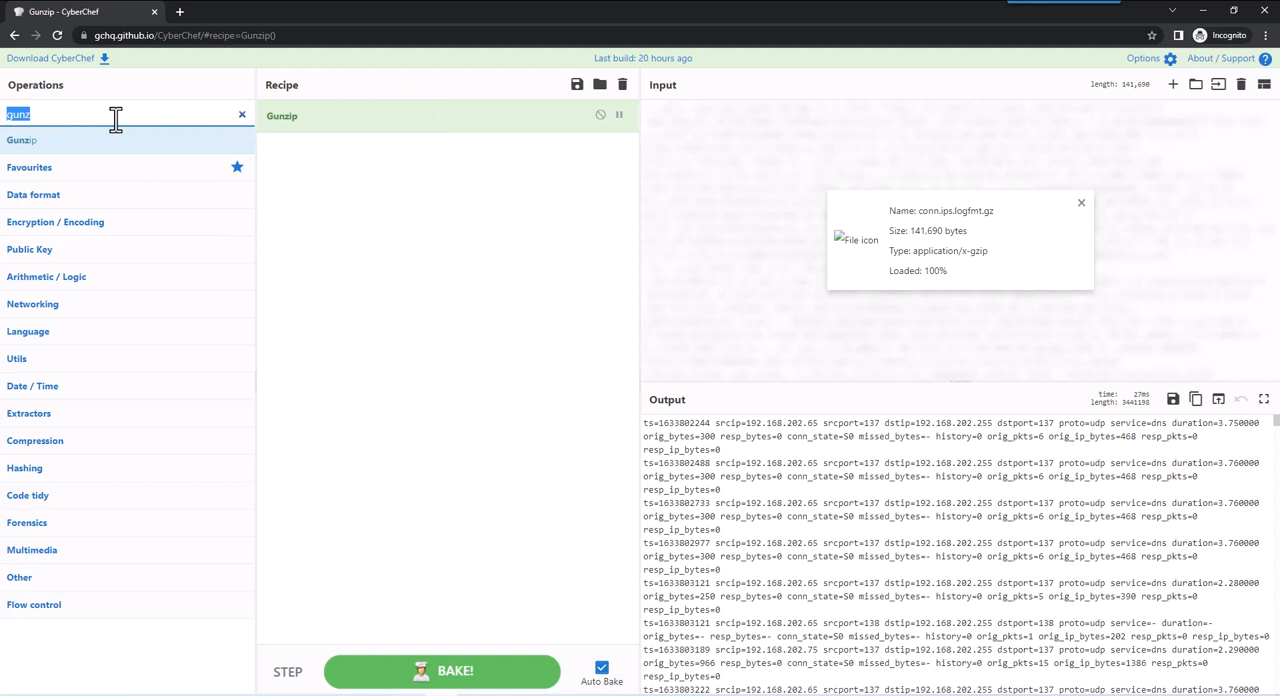 Gunzip - CyberChef
gchq.github.io/CyberChef/#recipe=Gunzip()
Incognito
Download CyberChef
Last build: 20 hours ago
Options
About / Support
Operations
Recipe
Input
length: 141,690
gunz
Gunzip
Gunzip
Favourites
Data format
Encryption / Encoding
Public Key
Arithmetic / Logic
Networking
Language
Utils
Date / Time
Extractors
Compression
Hashing
Code tidy
Forensics
Multimedia
Other
Flow control
File icon
Name: conn.ips.logfmt.gz
Size: 141,690 bytes
Type: application/x-gzip
Loaded: 100%
Output
time: 27ms
length: 3441198
ts=1633802244 srcip=192.168.202.65 srcport=137 dstip=192.168.202.255 dstport=137 proto=udp service=dns duration=3.750000
orig_bytes=300 resp_bytes=0 conn_state=S0 missed_bytes=- history=0 orig_pkts=6 orig_ip_bytes=468 resp_pkts=0
resp_ip_bytes=0
ts=1633802488 srcip=192.168.202.65 srcport=137 dstip=192.168.202.255 dstport=137 proto=udp service=dns duration=3.760000
orig_bytes=300 resp_bytes=0 conn_state=S0 missed_bytes=- history=0 orig_pkts=6 orig_ip_bytes=468 resp_pkts=0
resp_ip_bytes=0
ts=1633802733 srcip=192.168.202.65 srcport=137 dstip=192.168.202.255 dstport=137 proto=udp service=dns duration=3.760000
orig_bytes=300 resp_bytes=0 conn_state=S0 missed_bytes=- history=0 orig_pkts=6 orig_ip_bytes=468 resp_pkts=0
resp_ip_bytes=0
ts=1633802977 srcip=192.168.202.65 srcport=137 dstip=192.168.202.255 dstport=137 proto=udp service=dns duration=3.760000
orig_bytes=300 resp_bytes=0 conn_state=S0 missed_bytes=- history=0 orig_pkts=6 orig_ip_bytes=468 resp_pkts=0
resp_ip_bytes=0
ts=1633803121 srcip=192.168.202.65 srcport=137 dstip=192.168.202.255 dstport=137 proto=udp service=dns duration=2.280000
orig_bytes=250 resp_bytes=0 conn_state=S0 missed_bytes=- history=0 orig_pkts=5 orig_ip_bytes=390 resp_pkts=0
resp_ip_bytes=0
ts=1633803121 srcip=192.168.202.65 srcport=138 dstip=192.168.202.255 dstport=138 proto=udp service=- duration=-
orig_bytes=- resp_bytes=- conn_state=S0 missed_bytes=- history=0 orig_pkts=1 orig_ip_bytes=202 resp_pkts=0 resp_ip_bytes=0
ts=1633803189 srcip=192.168.202.75 srcport=137 dstip=192.168.202.255 dstport=137 proto=udp service=dns duration=2.290000
orig_bytes=966 resp_bytes=0 conn_state=S0 missed_bytes=- history=0 orig_pkts=15 orig_ip_bytes=1386 resp_pkts=0
resp_ip_bytes=0
ts=1633803222 srcip=192.168.202.65 srcport=137 dstip=192.168.202.255 dstport=137 proto=udp service=dns duration=3.760000
STEP
BAKE!
Auto Bake